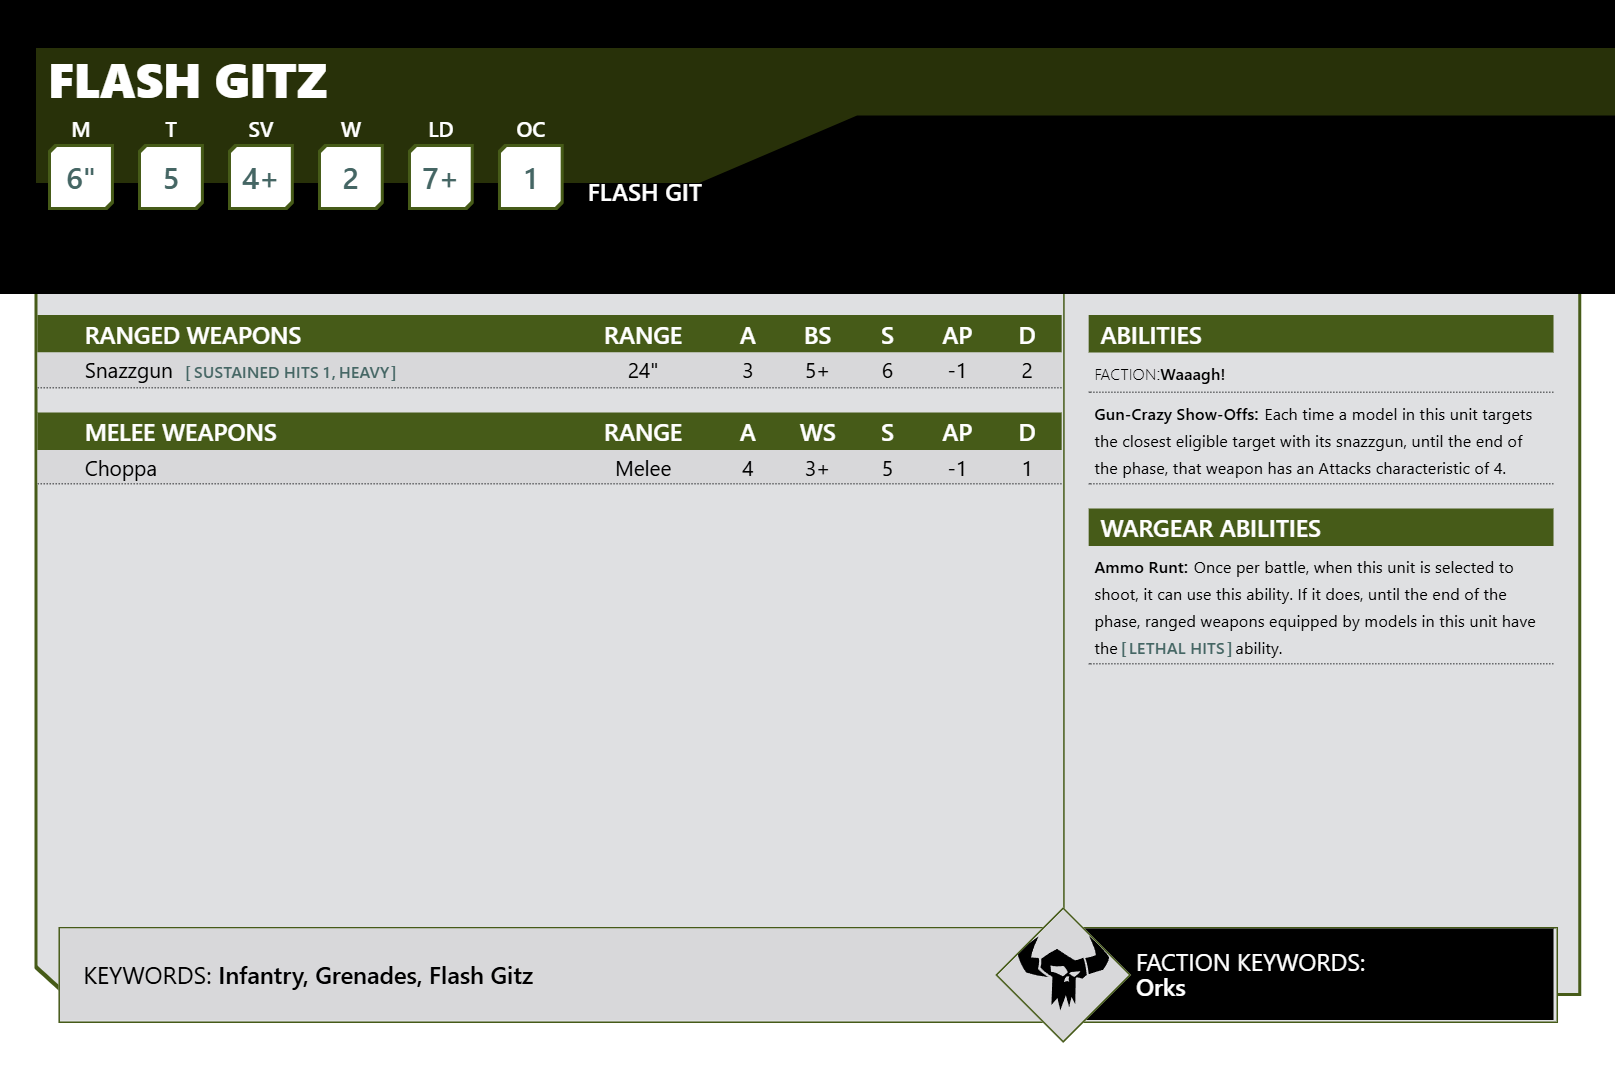 FLASH GITZ
M T SV W LD OC
6" 5 4+ 2 7+ 1
FLASH GIT
RANGED WEAPONS RANGE A BS S AP D
Snazzgun [ SUSTAINED HITS 1, HEAVY ] 24" 3 5+ 6 -1 2
MELEE WEAPONS RANGE A WS S AP D
Choppa Melee 4 3+ 5 -1 1
ABILITIES
FACTION:Waaagh!
Gun-Crazy Show-Offs: Each time a model in this unit targets
the closest eligible target with its snazzgun, until the end of
the phase, that weapon has an Attacks characteristic of 4.
WARGEAR ABILITIES
Ammo Runt: Once per battle, when this unit is selected to
shoot, it can use this ability. If it does, until the end of the
phase, ranged weapons equipped by models in this unit have
the [ LETHAL HITS ] ability.
KEYWORDS: Infantry, Grenades, Flash Gitz
FACTION KEYWORDS:
Orks